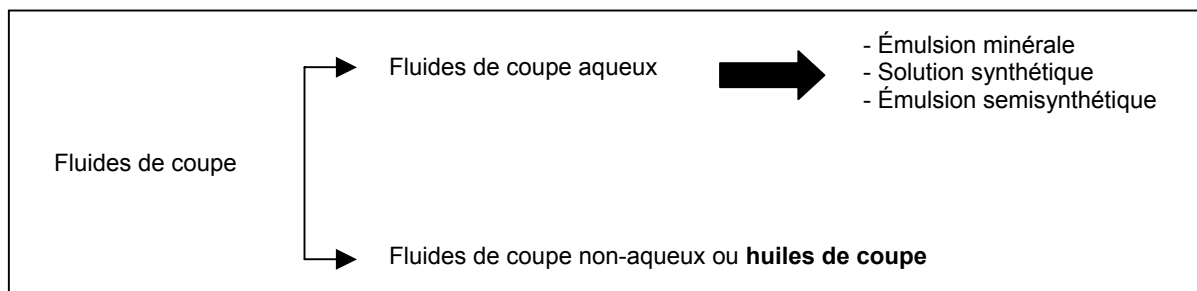 Fluides de coupe
Fluides de coupe aqueux
- Émulsion minérale
- Solution synthétique
- Émulsion semisynthétique
Fluides de coupe non-aqueux ou huiles de coupe